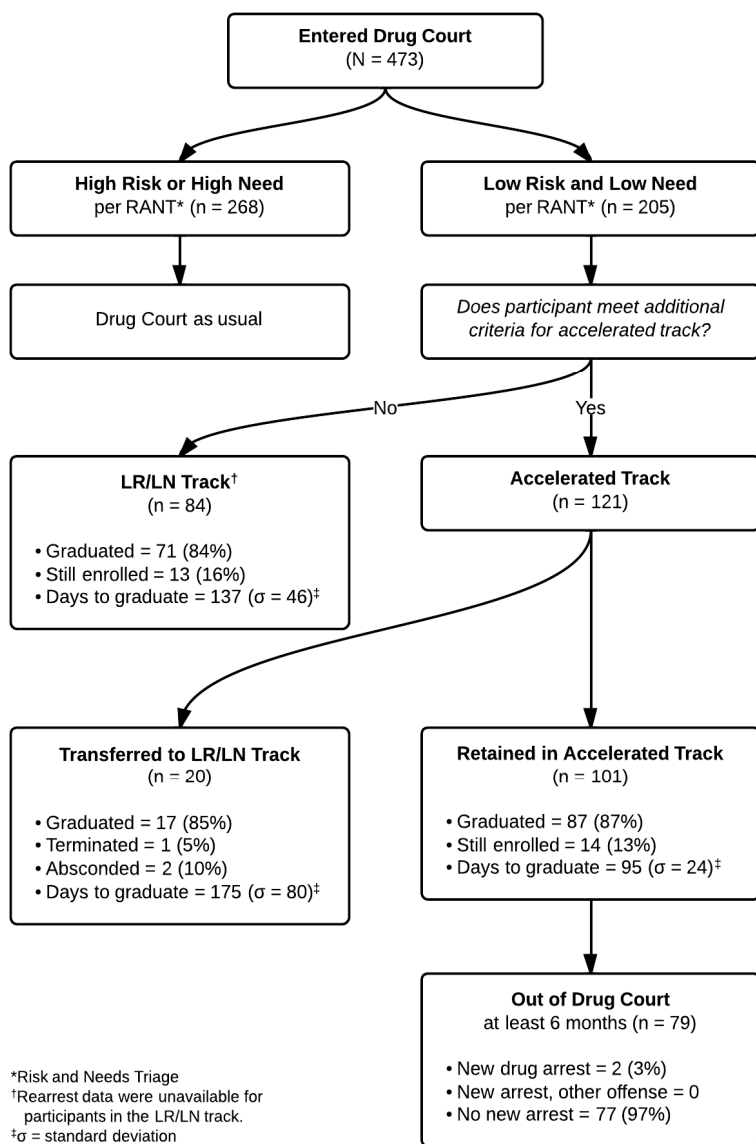 Entered Drug Court
(N = 473)
High Risk or High Need
per RANT* (n = 268)
Low Risk and Low Need
per RANT* (n = 205)
Drug Court as usual
Does participant meet additional
criteria for accelerated track?
No
Yes
LR/LN Track†
(n = 84)
• Graduated = 71 (84%)
• Still enrolled = 13 (16%)
• Days to graduate = 137 (σ = 46)‡
Accelerated Track
(n = 121)
Transferred to LR/LN Track
(n = 20)
• Graduated = 17 (85%)
• Terminated = 1 (5%)
• Absconded = 2 (10%)
• Days to graduate = 175 (σ = 80)‡
Retained in Accelerated Track
(n = 101)
• Graduated = 87 (87%)
• Still enrolled = 14 (13%)
• Days to graduate = 95 (σ = 24)‡
Out of Drug Court
at least 6 months (n = 79)
• New drug arrest = 2 (3%)
• New arrest, other offense = 0
• No new arrest = 77 (97%)
*Risk and Needs Triage
†Rearrest data were unavailable for
participants in the LR/LN track.
‡σ = standard deviation